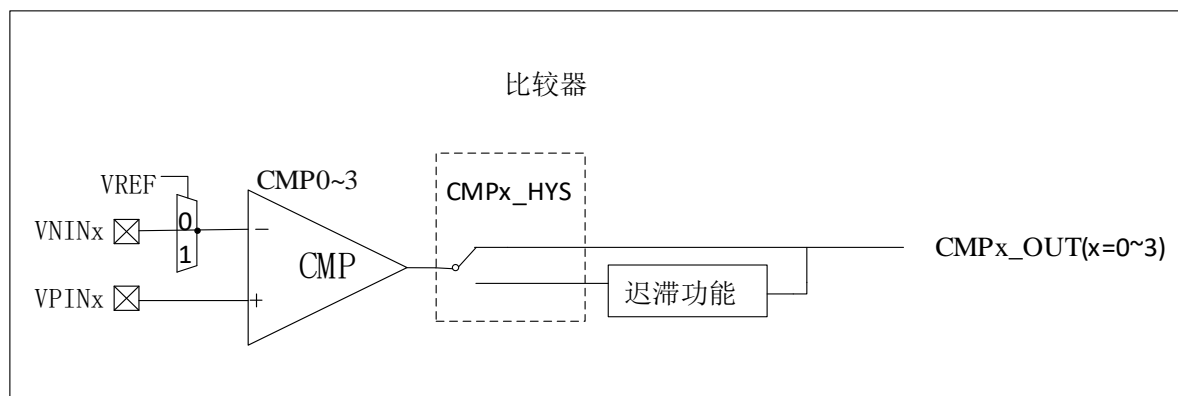 比较器
CMP0~3
VREF
CMPx_HYS
VNINx
0
−
1
CMP
CMPx_OUT(x=0~3)
VPINx
+
迟滞功能